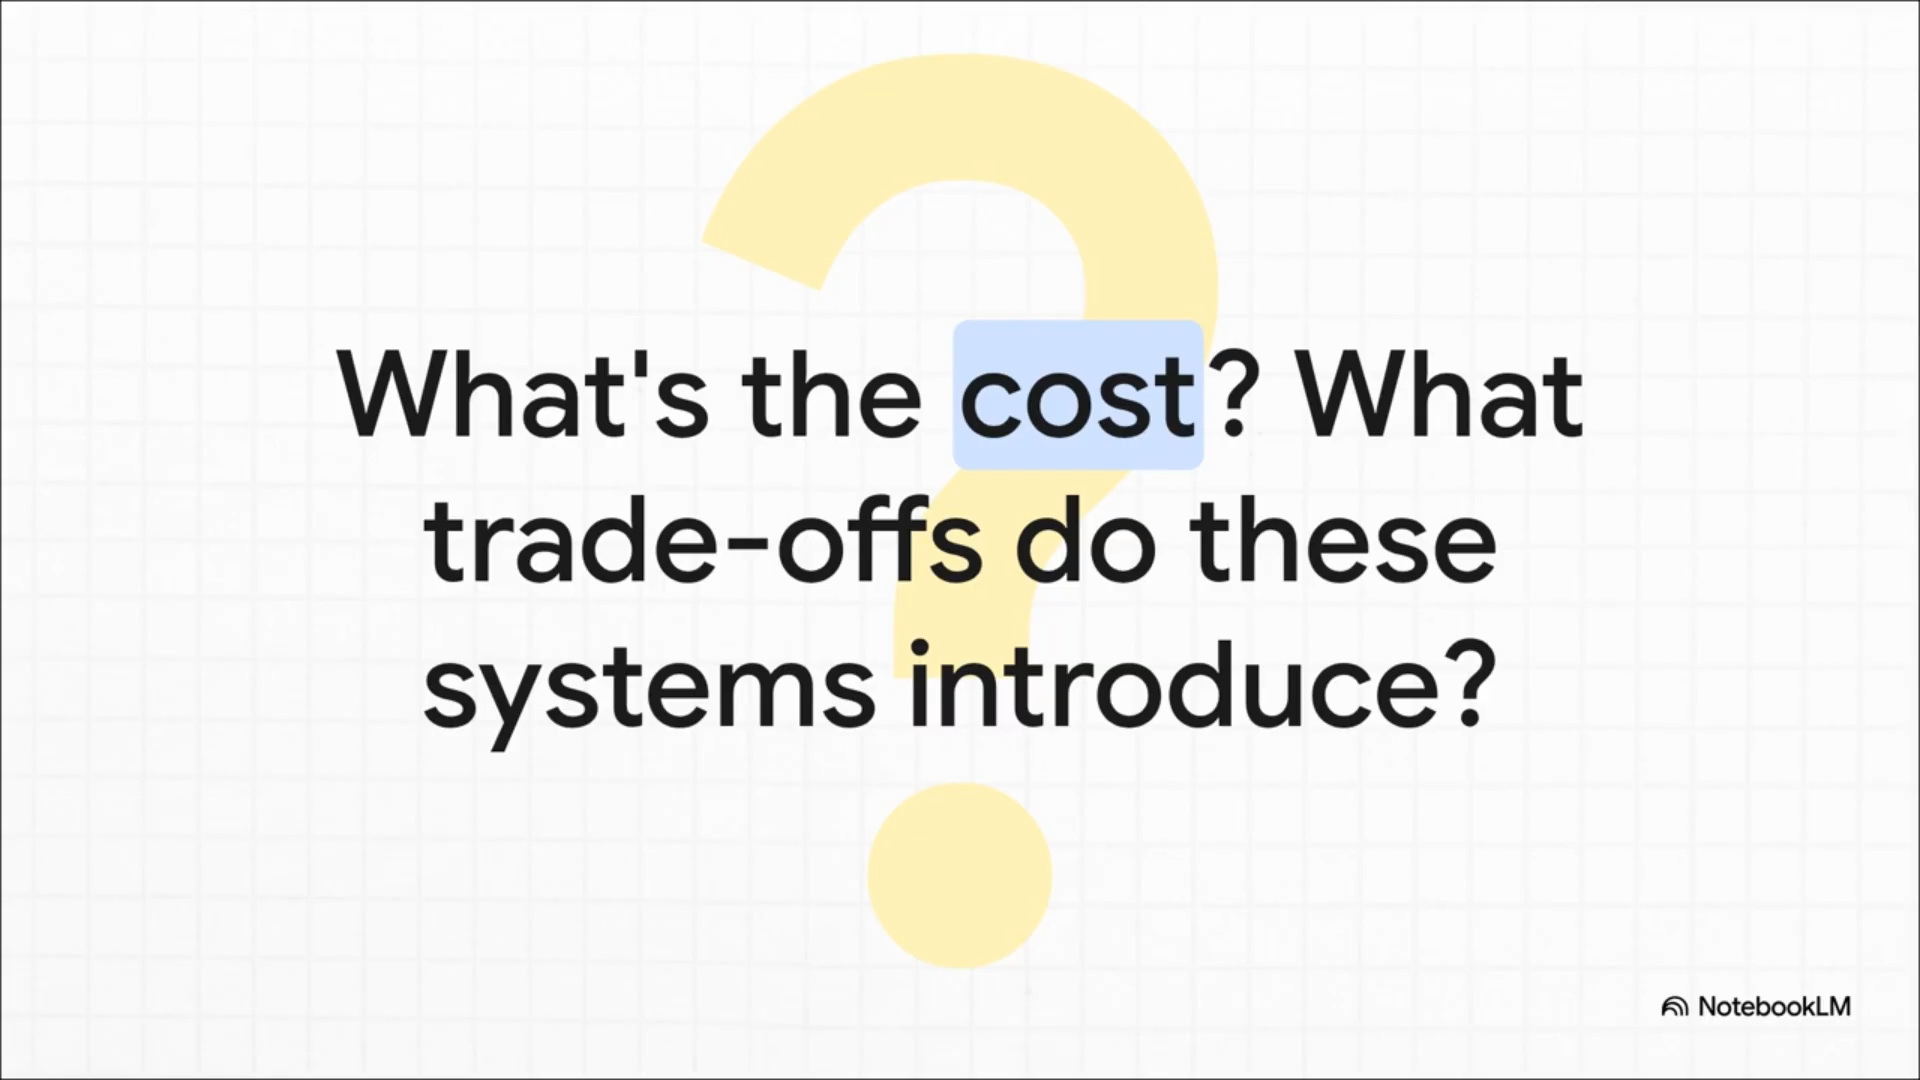 What's the cost? What
trade-offs do these
systems introduce?
NotebookLM